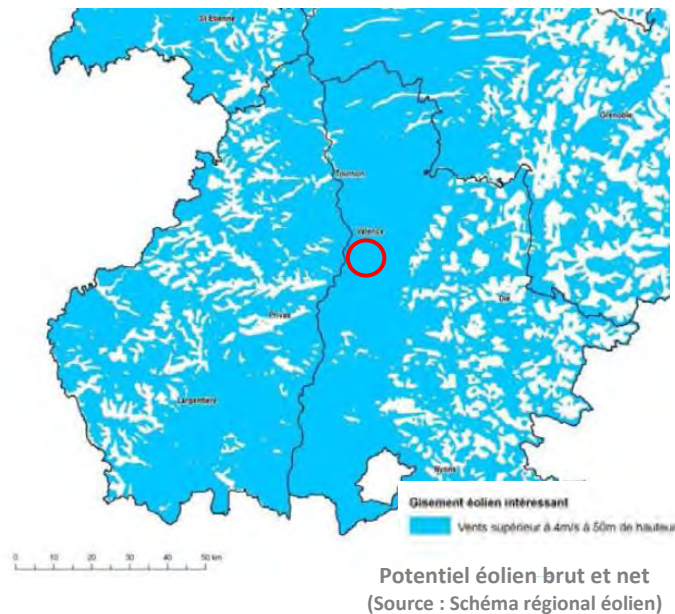 St Etienne
Grenoble
Tournon
Valence
Die
Privas
Largentière
Nyons
Gisement éolien intéressant
Vents supérieur à 4m/s à 50m de hauteur
0 10 20 30 40 50 km
Potentiel éolien brut et net
(Source : Schéma régional éolien)